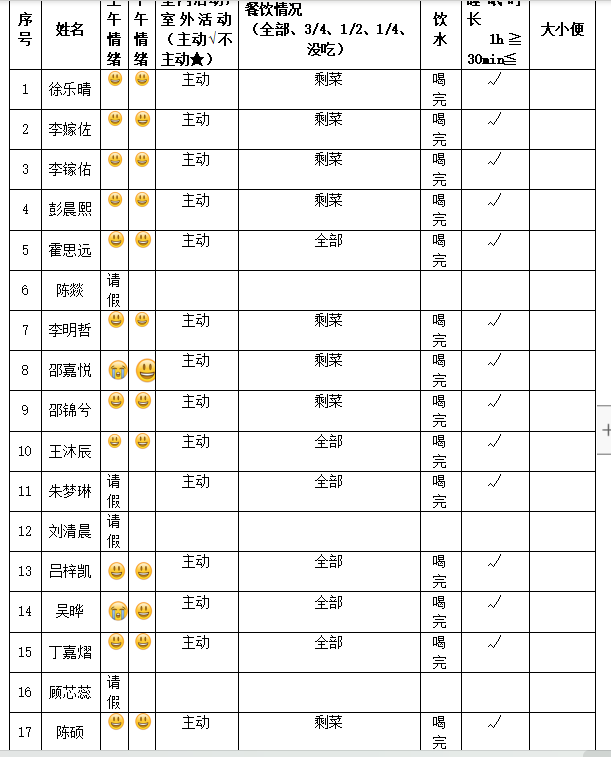 序号 姓名 午情绪 午情绪 室外活动（主动√不主动★） 餐饮情况（全部、3/4、1/2、1/4、没吃） 饮水 长 1h≧ 30min≦ 大小便
1 徐乐晴 主动 剩菜 喝完 √
2 李嫁佐 主动 剩菜 喝完 √
3 李镓佑 主动 剩菜 喝完 √
4 彭晨熙 主动 剩菜 喝完 √
5 霍思远 主动 全部 喝完 √
6 陈燚 请假
7 李明哲 主动 剩菜 喝完 √
8 邵嘉悦 主动 剩菜 喝完 √
9 邵锦兮 主动 剩菜 喝完 √
10 王沐辰 主动 全部 喝完 √
11 朱梦琳 请假 主动 全部 喝完 √
12 刘清晨 请假
13 吕梓凯 主动 全部 喝完 √
14 吴晔 主动 全部 喝完 √
15 丁嘉熠 主动 全部 喝完 √
16 顾芯蕊 请假
17 陈硕 主动 剩菜 喝完 √